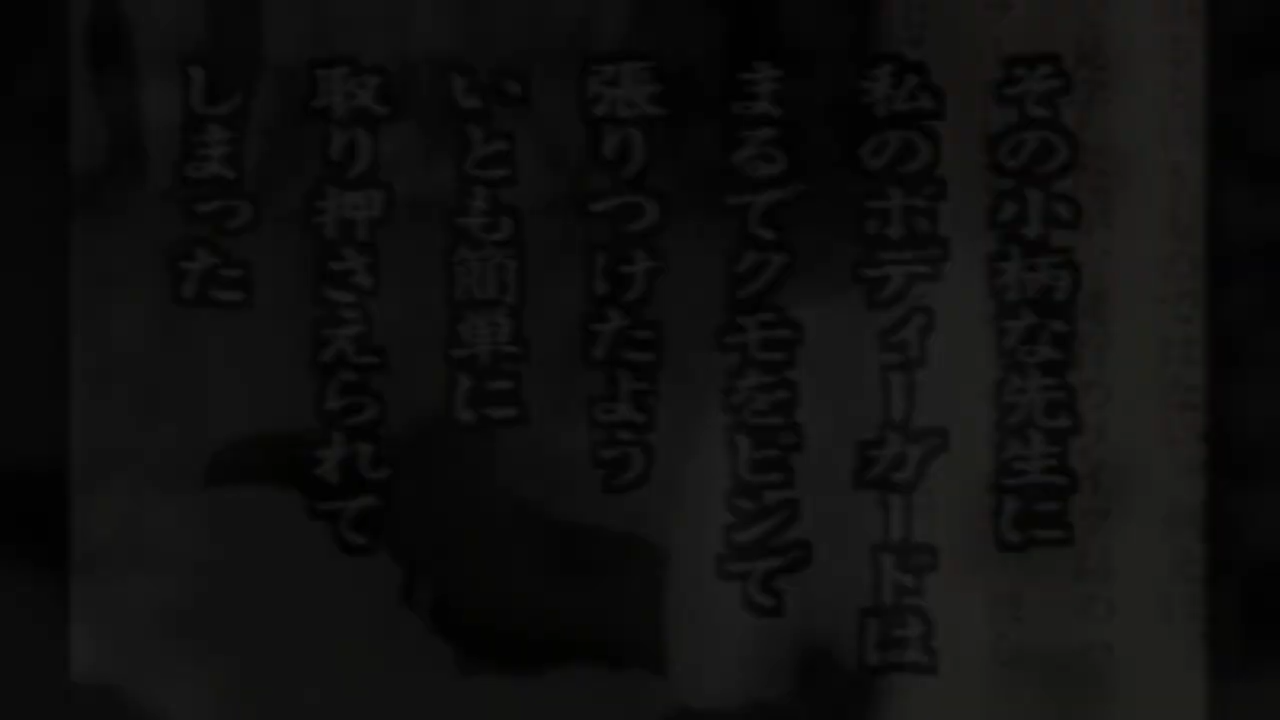 その小柄な先生に
私のボディーガードは
まるでクモをピンで
張りつけたよう
いとも簡単に
取り押さえられて
しまった